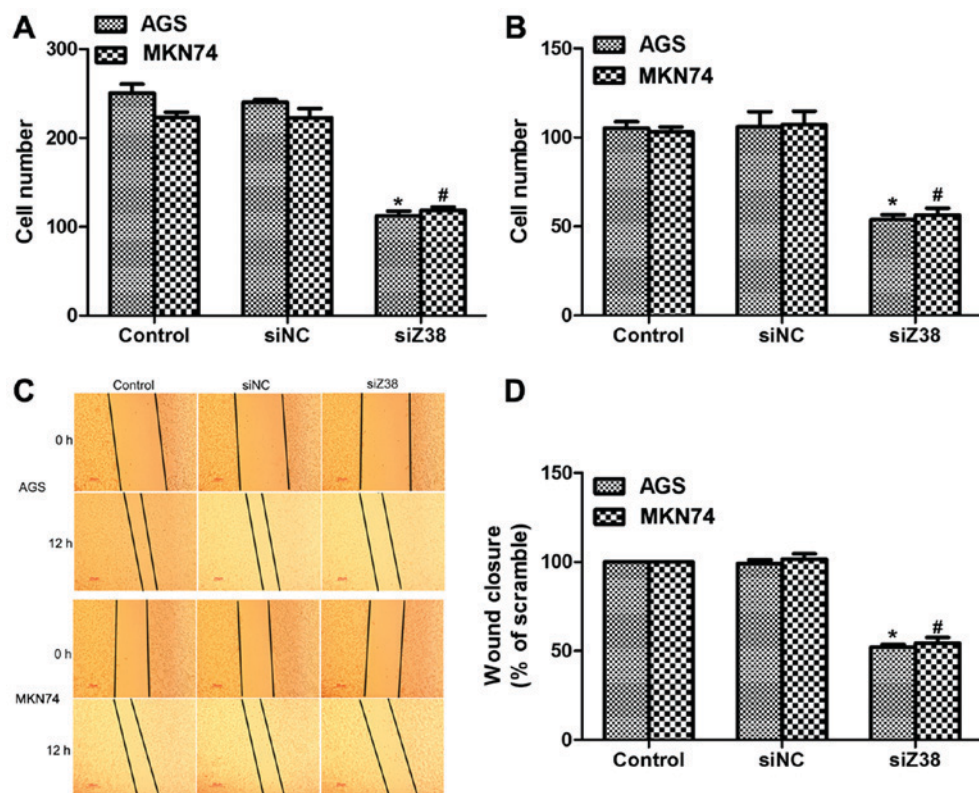 A
AGS
MKN74
300
200
100
0
Cell number
* #
Control siNC siZ38
B
AGS
MKN74
150
100
50
0
Cell number
* #
Control siNC siZ38
C
Control siNC siZ38
0 h
AGS
12 h
0 h
MKN74
12 h
D
AGS
MKN74
150
100
50
0
Wound closure
(% of scramble)
* #
Control siNC siZ38